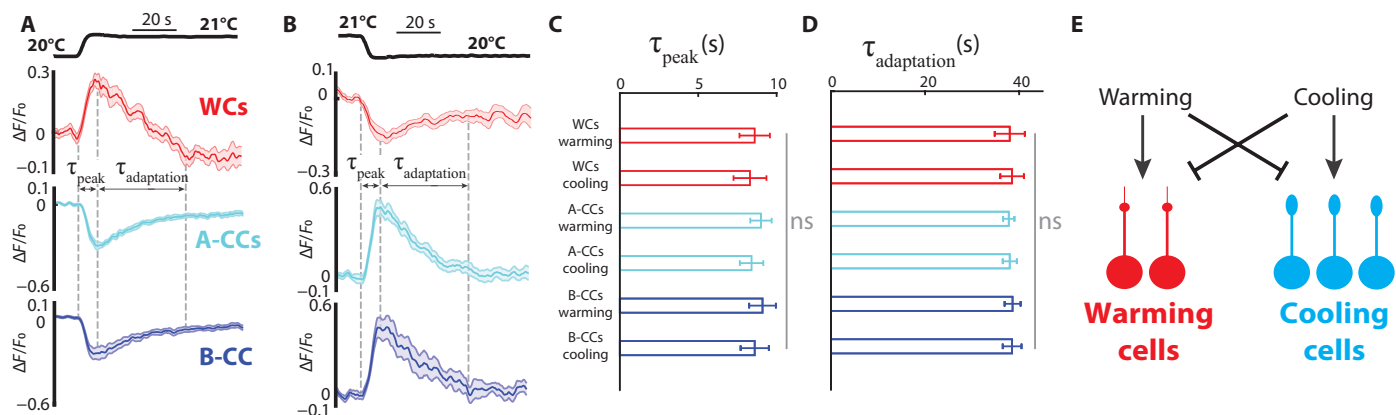 A
20 s
21°C
20°C
0.3
0
−0.1
ΔF/F₀
WCs
τpeak
τadaptation
0.1
0
−0.6
ΔF/F₀
A-CCs
0.1
0
−0.6
ΔF/F₀
B-CC
B
21°C
20 s
20°C
0.1
0
−0.3
ΔF/F₀
τpeak
τadaptation
0.6
0
−0.1
ΔF/F₀
0.6
0
−0.1
ΔF/F₀
C
τpeak (s)
0 5 10
WCs
warming
WCs
cooling
A-CCs
warming
A-CCs
cooling
B-CCs
warming
B-CCs
cooling
ns
D
τadaptation (s)
0 20 40
ns
E
Warming Cooling
Warming
cells
Cooling
cells